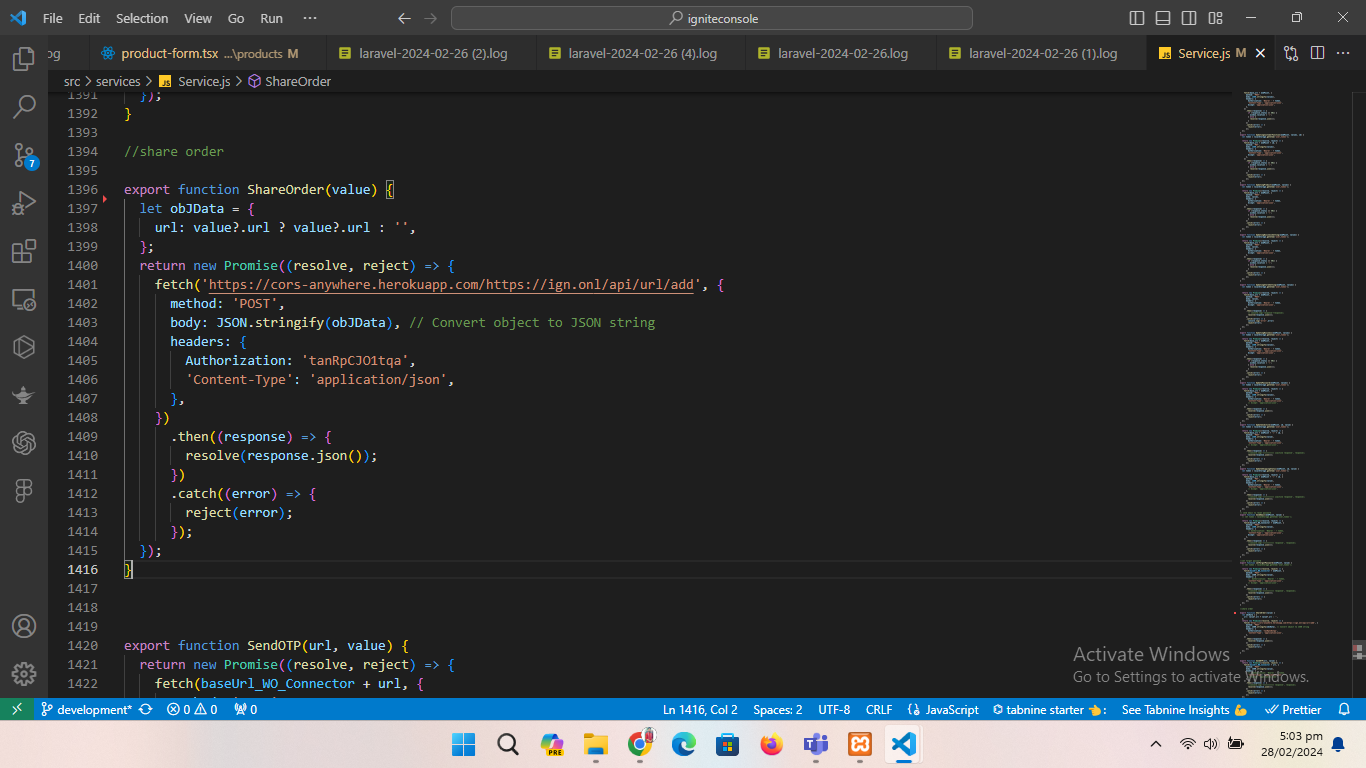 File Edit Selection View Go Run ··· igniteconsole
og product-form.tsx ...\products M laravel-2024-02-26 (2).log laravel-2024-02-26 (4).log laravel-2024-02-26.log laravel-2024-02-26 (1).log JS Service.js M
src > services > JS Service.js > ShareOrder
1391 });
1392 }
1393
1394 //share order
1395
1396 export function ShareOrder(value) {
1397 let obJData = {
1398 url: value?.url ? value?.url : '',
1399 };
1400 return new Promise((resolve, reject) => {
1401 fetch('https://cors-anywhere.herokuapp.com/https://ign.onl/api/url/add', {
1402 method: 'POST',
1403 body: JSON.stringify(obJData), // Convert object to JSON string
1404 headers: {
1405 Authorization: 'tanRpCJO1tqa',
1406 'Content-Type': 'application/json',
1407 },
1408 })
1409 .then((response) => {
1410 resolve(response.json());
1411 })
1412 .catch((error) => {
1413 reject(error);
1414 });
1415 });
1416 }
1417
1418
1419
1420 export function SendOTP(url, value) {
1421 return new Promise((resolve, reject) => {
1422 fetch(baseUrl_WO_Connector + url, {
7
Activate Windows
Go to Settings to activate Windows.
development* 0 0 0 Ln 1416, Col 2 Spaces: 2 UTF-8 CRLF {} JavaScript tabnine starter 👈: See Tabnine Insights 💪 Prettier
PRE
5:03 pm
28/02/2024